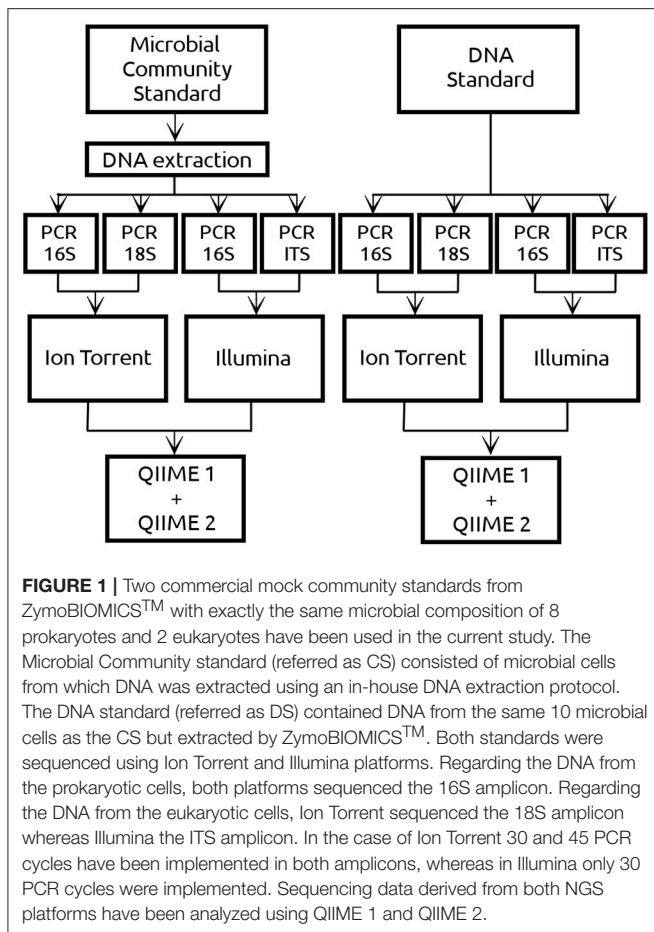 Microbial
Community
Standard
DNA
Standard
DNA extraction
PCR
16S
PCR
18S
PCR
16S
PCR
ITS
PCR
16S
PCR
18S
PCR
16S
PCR
ITS
Ion Torrent
Illumina
Ion Torrent
Illumina
QIIME 1
+
QIIME 2
QIIME 1
+
QIIME 2
FIGURE 1 | Two commercial mock community standards from
ZymoBIOMICS™ with exactly the same microbial composition of 8
prokaryotes and 2 eukaryotes have been used in the current study. The
Microbial Community standard (referred as CS) consisted of microbial cells
from which DNA was extracted using an in-house DNA extraction protocol.
The DNA standard (referred as DS) contained DNA from the same 10 microbial
cells as the CS but extracted by ZymoBIOMICS™. Both standards were
sequenced using Ion Torrent and Illumina platforms. Regarding the DNA from
the prokaryotic cells, both platforms sequenced the 16S amplicon. Regarding
the DNA from the eukaryotic cells, Ion Torrent sequenced the 18S amplicon
whereas Illumina the ITS amplicon. In the case of Ion Torrent 30 and 45 PCR
cycles have been implemented in both amplicons, whereas in Illumina only 30
PCR cycles were implemented. Sequencing data derived from both NGS
platforms have been analyzed using QIIME 1 and QIIME 2.